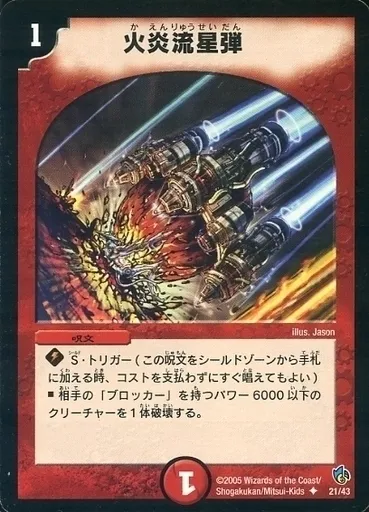 1
かえんりゅうせいだん
火炎流星弾
illus. Jason
呪文
S・トリガー(この呪文をシールドゾーンから手札
に加える時、コストを支払わずにすぐ唱えてもよい)
■相手の「ブロッカー」を持つパワー6000以下の
クリーチャーを1体破壊する。
1
©2005 Wizards of the Coast/
Shogakukan/Mitsui-Kids
21/43